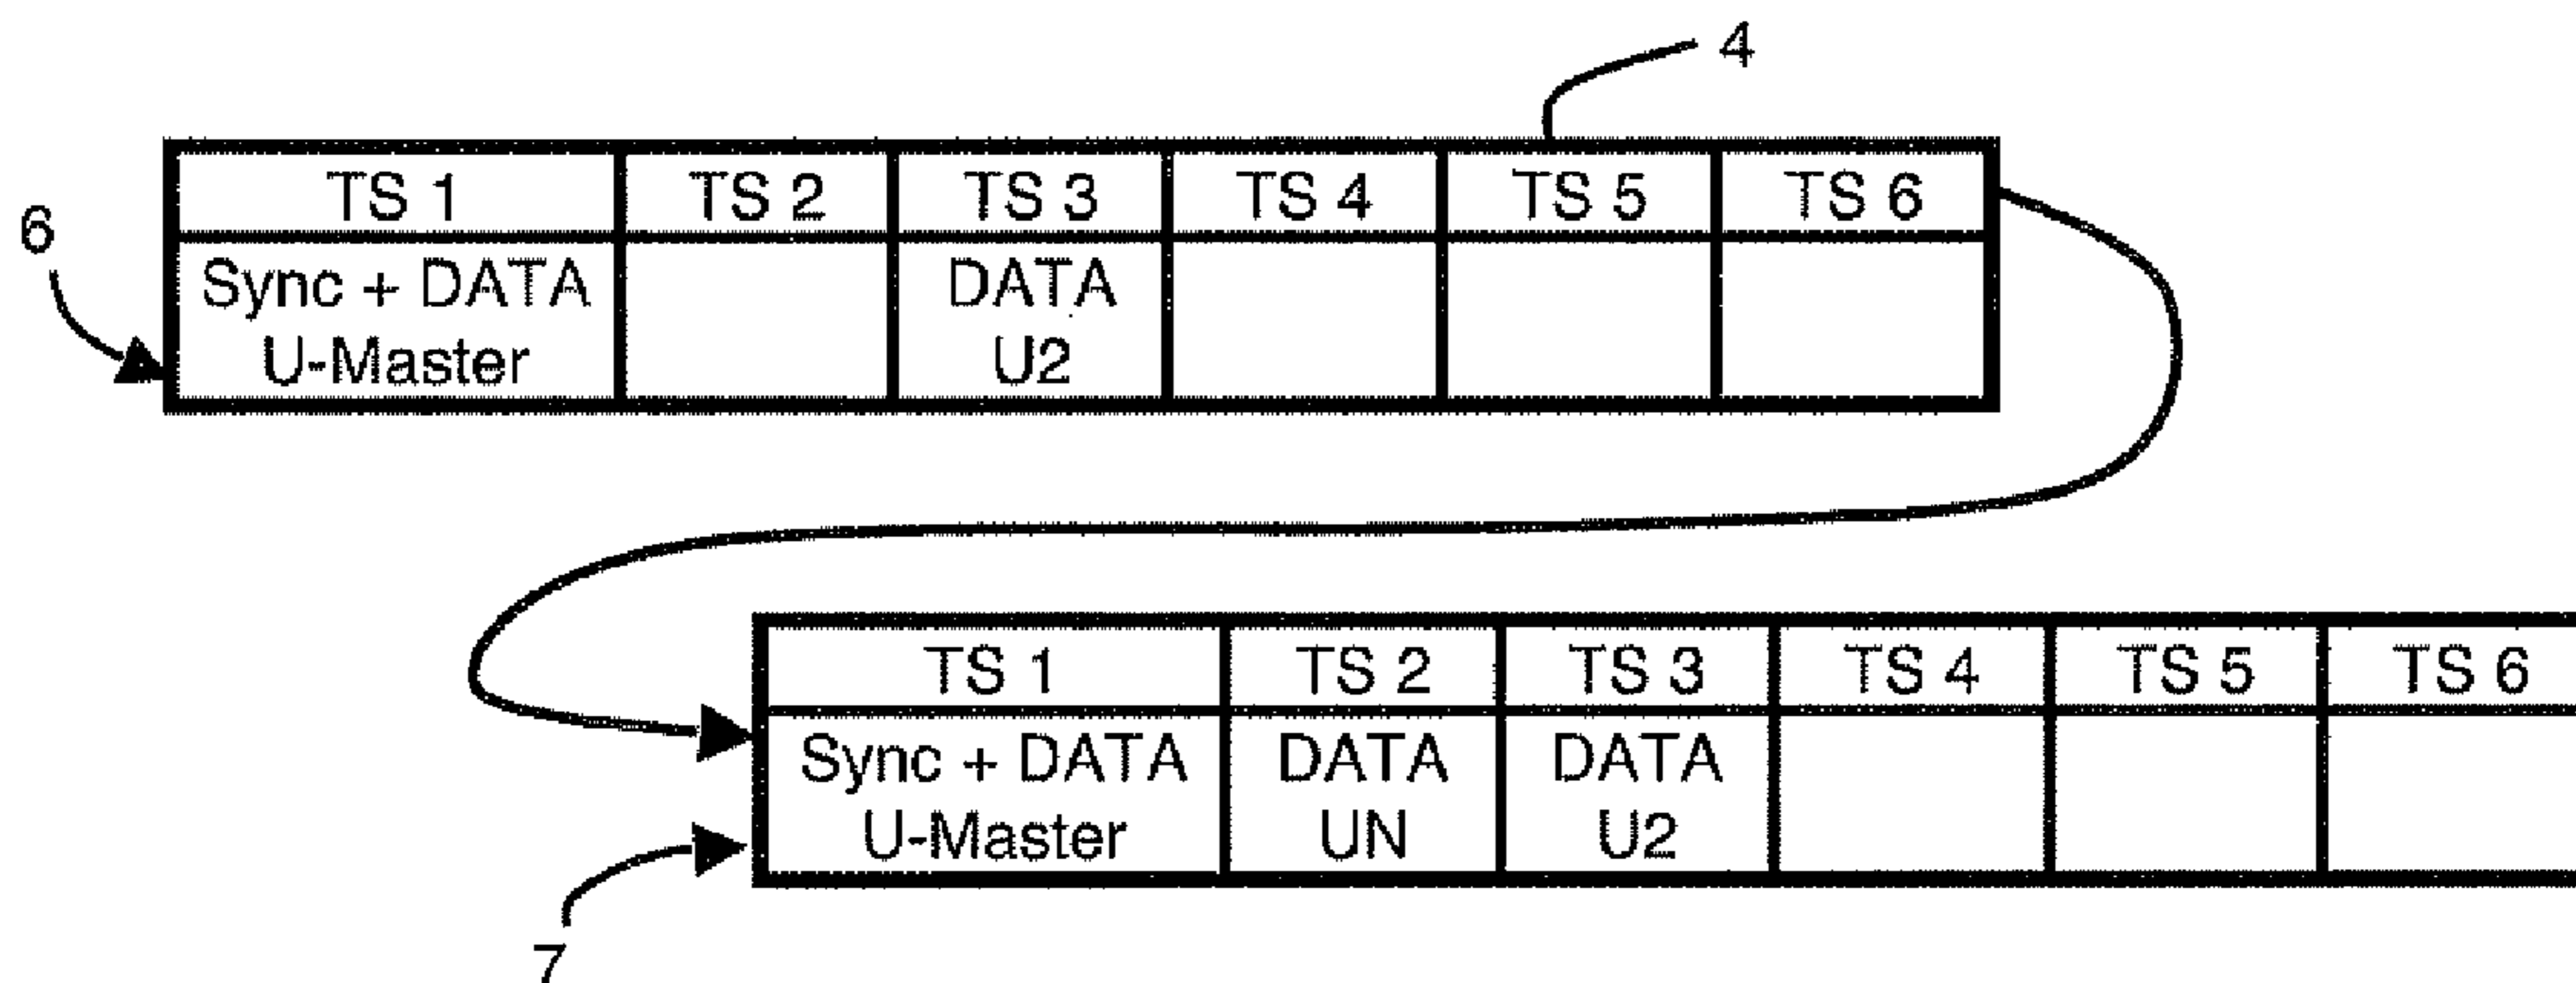 4
TS 1 TS 2 TS 3 TS 4 TS 5 TS 6
6
Sync + DATA DATA
U-Master U2
TS 1 TS 2 TS 3 TS 4 TS 5 TS 6
Sync + DATA DATA DATA
U-Master UN U2
7